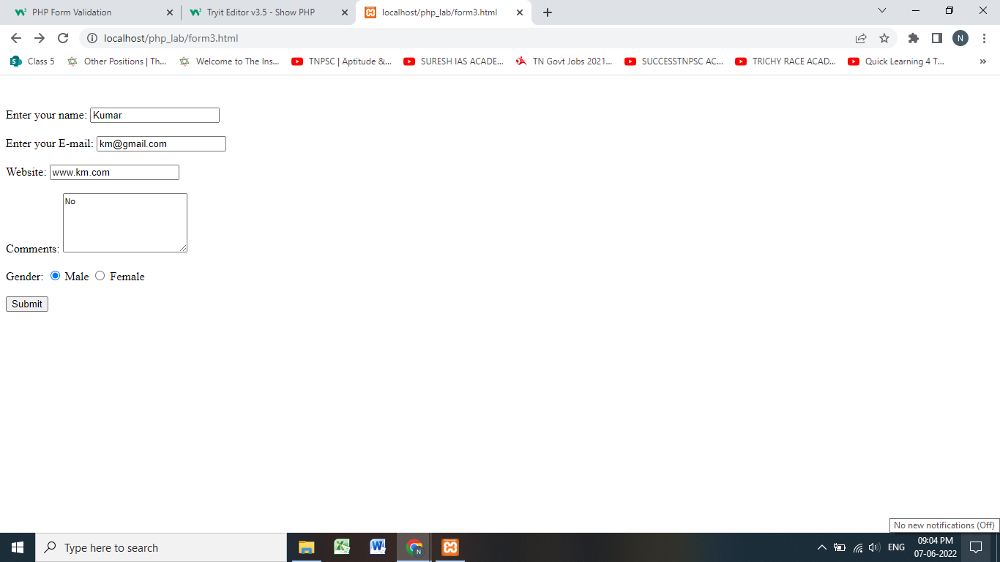 PHP Form Validation
Tryit Editor v3.5 - Show PHP
localhost/php_lab/form3.html
localhost/php_lab/form3.html
N
Class 5
Other Positions | Th...
Welcome to The Ins...
TNPSC | Aptitude &...
SURESH IAS ACADE...
TN Govt Jobs 2021...
SUCCESSTNPSC AC...
TRICHY RACE ACAD...
Quick Learning 4 T...
»
Enter your name: Kumar
Enter your E-mail: km@gmail.com
Website: www.km.com
No
Comments:
Gender: Male Female
Submit
No new notifications (Off)
Type here to search
N
ENG
09:04 PM
07-06-2022